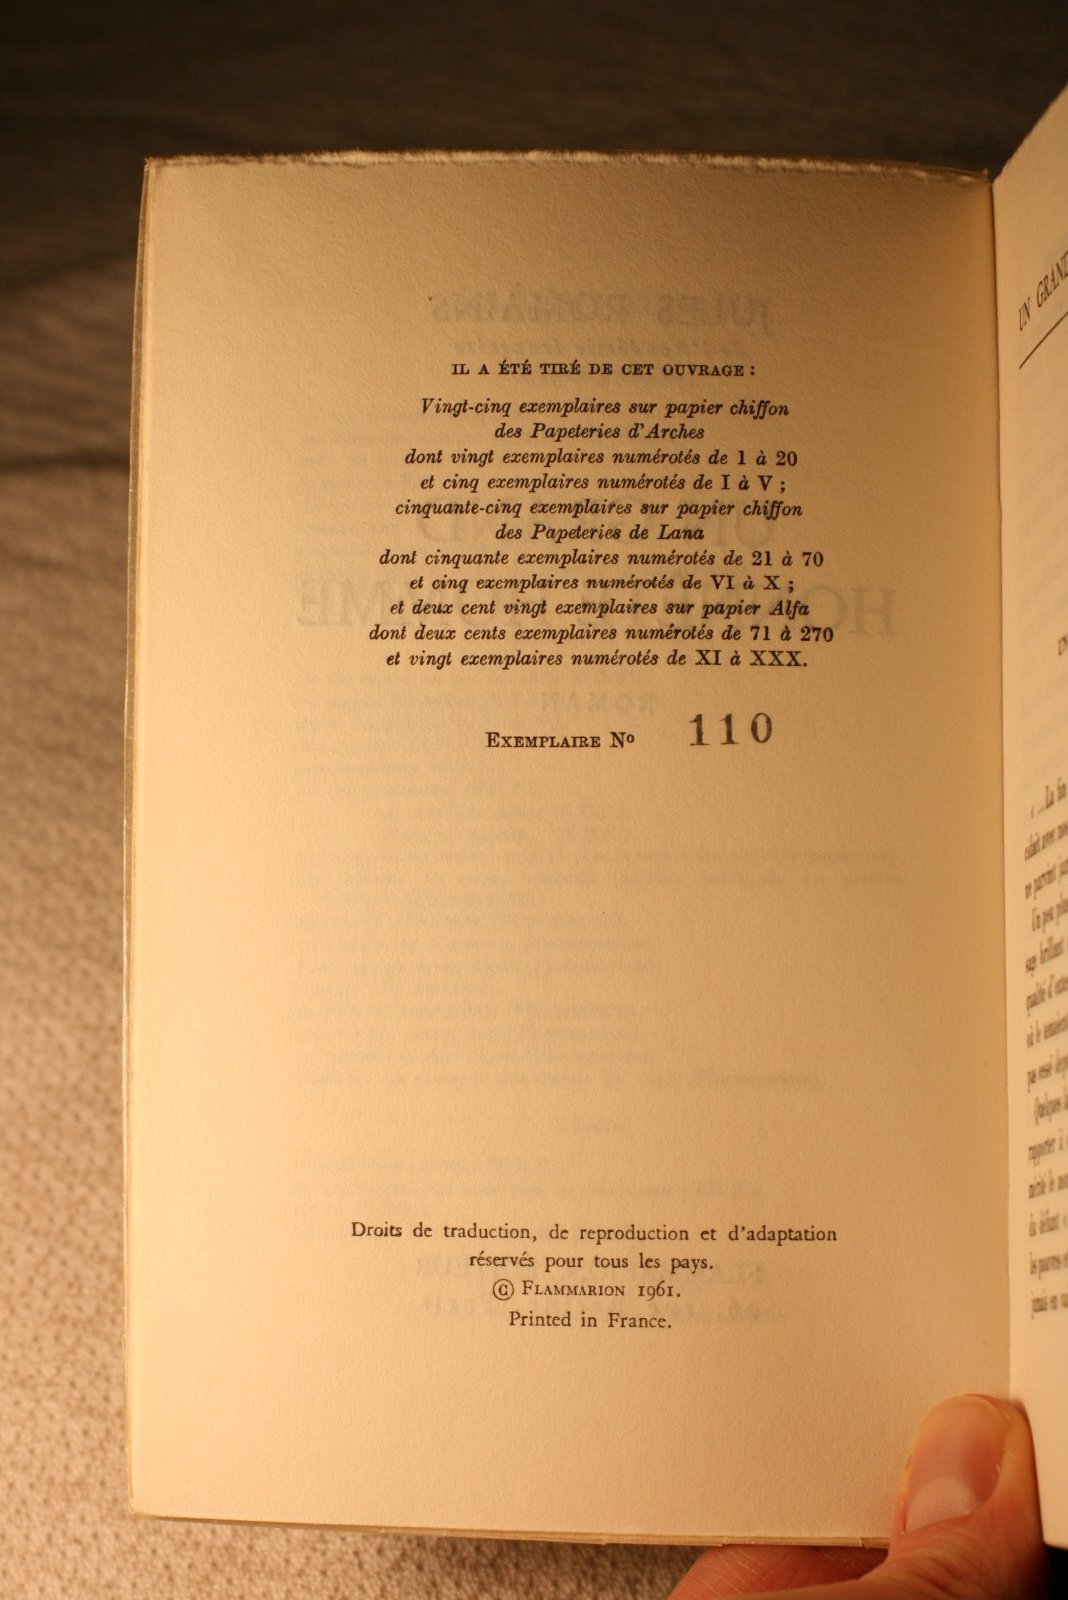 IL A ÉTÉ TIRÉ DE CET OUVRAGE :
Vingt-cinq exemplaires sur papier chiffon
des Papeteries d'Arches
dont vingt exemplaires numérotés de 1 à 20
et cinq exemplaires numérotés de I à V ;
cinquante-cinq exemplaires sur papier chiffon
des Papeteries de Lana
dont cinquante exemplaires numérotés de 21 à 70
et cinq exemplaires numérotés de VI à X ;
et deux cent vingt exemplaires sur papier Alfa
dont deux cents exemplaires numérotés de 71 à 270
et vingt exemplaires numérotés de XI à XXX.
EXEMPLAIRE Nº 110
Droits de traduction, de reproduction et d'adaptation
réservés pour tous les pays.
© FLAMMARION 1961.
Printed in France.
UN GRAND